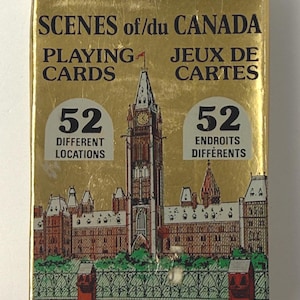 SCENES of/du CANADA
PLAYING CARDS
JEUX DE CARTES
52
DIFFERENT
LOCATIONS
52
ENDROITS
DIFFÉRENTS